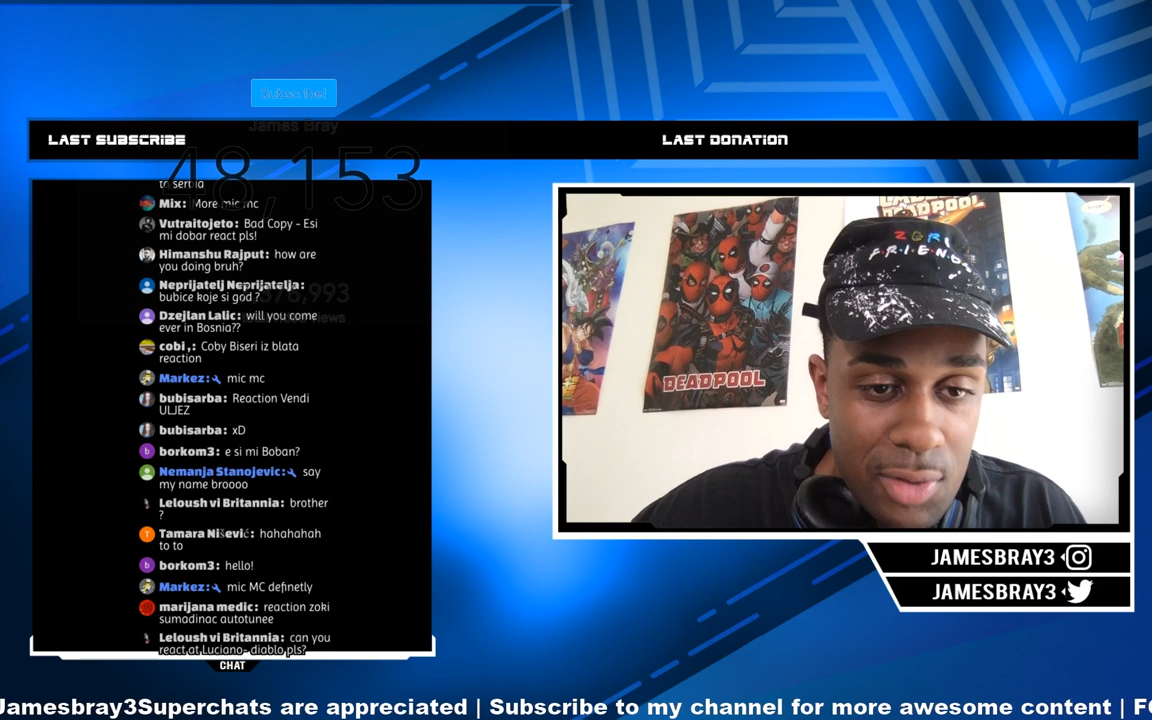 Subscribe!
James Bray
LAST SUBSCRIBE
LAST DONATION
48,153
to serbia
Mix: More mic mc
Vutraitojeto: Bad Copy - Esi
mi dobar react pls!
Himanshu Rajput: how are
you doing bruh?
Neprijatelj Neprijatelja:
bubice koje si god ?
Dzejlan Lalic: will you come
ever in Bosnia??
cobi ,: Coby Biseri iz blata
reaction
Markez: mic mc
bubisarba: Reaction Vendi
ULJEZ
bubisarba: xD
borkom3: e si mi Boban?
Nemanja Stanojevic: say
my name broooo
Leloush vi Britannia: brother
?
Tamara Nišević: hahahahah
to to
borkom3: hello!
Markez: mic MC definetly
marijana medic: reaction zoki
sumadinac autotunee
Leloush vi Britannia: can you
react at Luciano- diablo pls?
CHAT
views
DEADPOOL
DEADPOOL
F.R.I.E.N.D
JAMESBRAY3
JAMESBRAY3
Jamesbray3Superchats are appreciated | Subscribe to my channel for more awesome content |